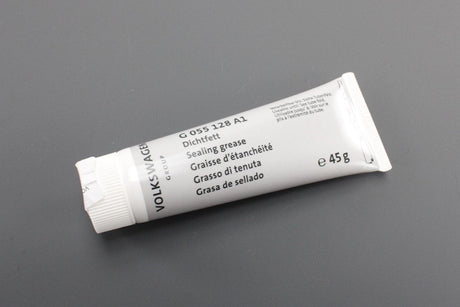 VOLKSWAGEN
GROUP
G 055 128 A1
Dichtfett
Sealing grease
Graisse d'étanchéité
Grasso di tenuta
Grasa de sellado
e 45 g